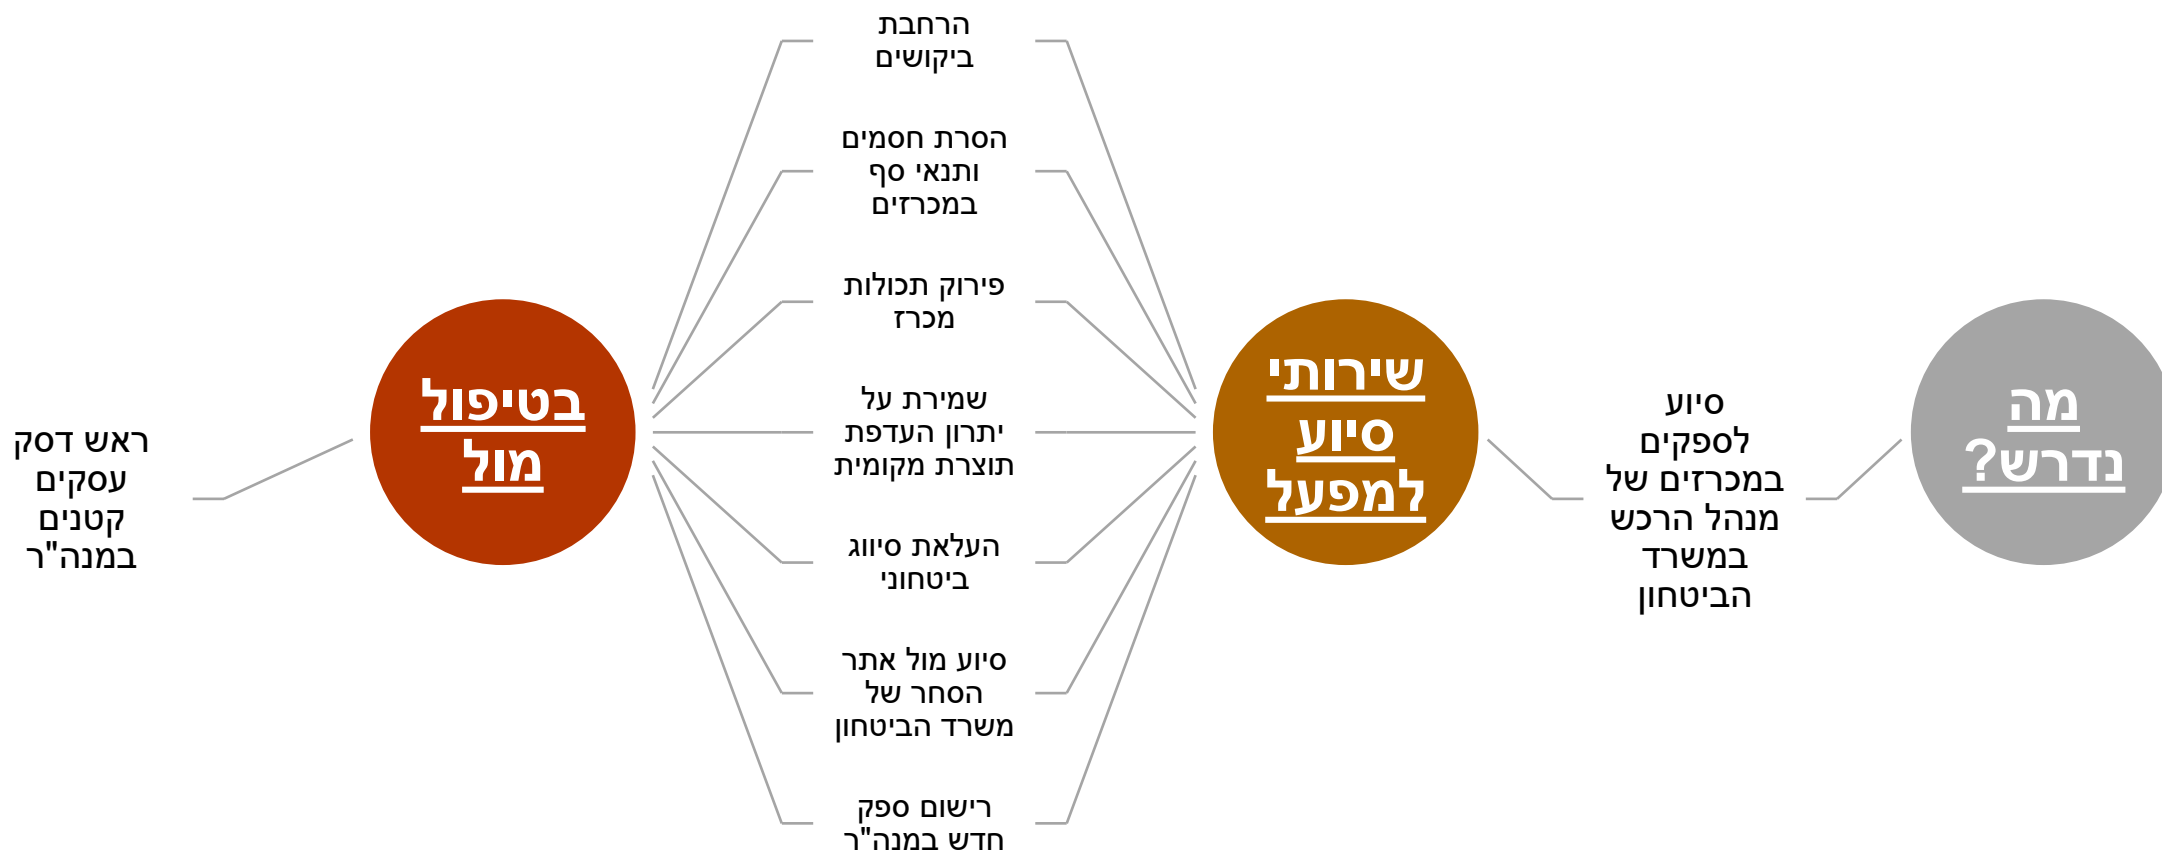 מה
נדרש?
סיוע
לספקים
במכרזים של
מנהל הרכש
במשרד
הביטחון
שירותי
סיוע
למפעל
הרחבת
ביקושים
הסרת חסמים
ותנאי סף
במכרזים
פירוק תכולות
מכרז
שמירת על
יתרון העדפת
תוצרת מקומית
העלאת סיווג
ביטחוני
סיוע מול אתר
הסחר של
משרד הביטחון
רישום ספק
חדש במנה"ר
בטיפול
מול
ראש דסק
עסקים
קטנים
במנה"ר